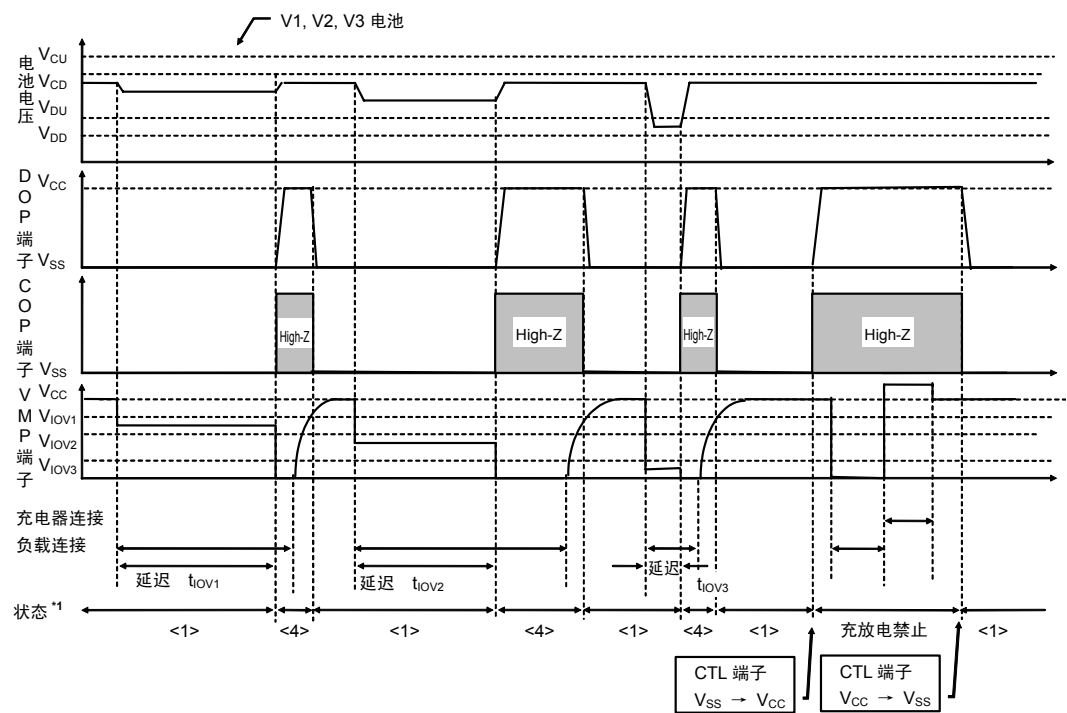 V1, V2, V3 电池
电池电压
VCU
VCD
VDU
VDD
DOP端子
VCC
VSS
COP端子
High-Z
High-Z
High-Z
High-Z
VSS
VMP端子
VCC
VIOV1
VIOV2
VIOV3
充电器连接
负载连接
延迟 tIOV1
延迟 tIOV2
延迟 tIOV3
状态 *1
<1>
<4>
<1>
<4>
<1>
<4>
<1>
充放电禁止
<1>
CTL 端子
VSS → VCC
CTL 端子
VCC → VSS